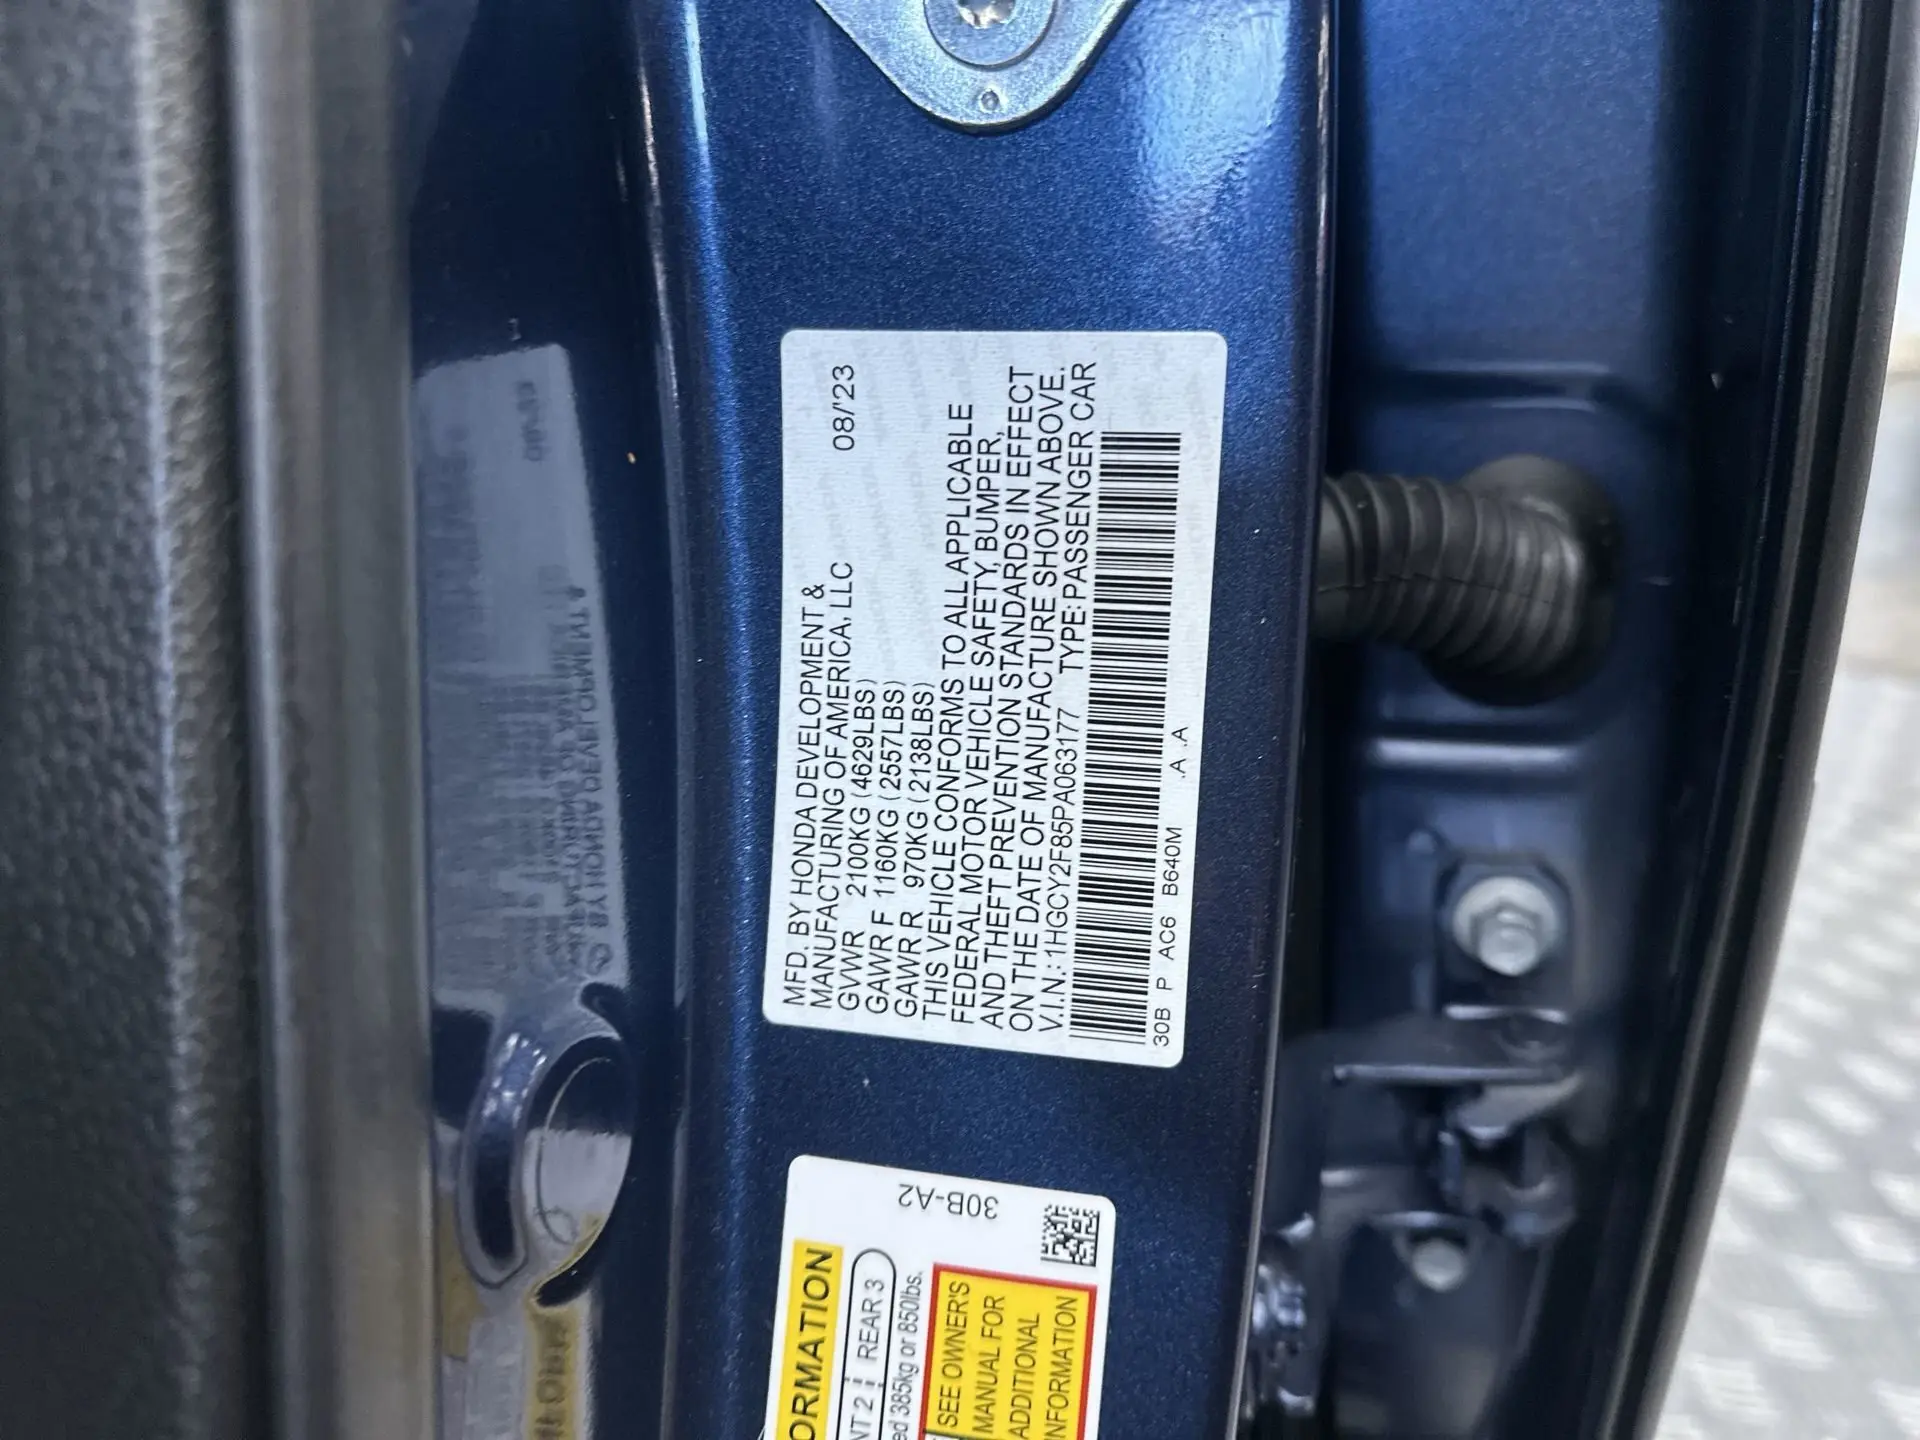 MFD. BY HONDA DEVELOPMENT &
MANUFACTURING OF AMERICA, LLC 08/'23
GVWR 2100KG (4629LBS)
GAWR F 1160KG (2557LBS)
GAWR R 970KG (2138LBS)
THIS VEHICLE CONFORMS TO ALL APPLICABLE
FEDERAL MOTOR VEHICLE SAFETY, BUMPER,
AND THEFT PREVENTION STANDARDS IN EFFECT
ON THE DATE OF MANUFACTURE SHOWN ABOVE.
V.I.N.: 1HGCY2F85PA063177 TYPE: PASSENGER CAR
30B P AC6 B640M .A .A
30B-A2
ORMATION
NT 2 REAR 3
ed 385kg or 850lbs.
SEE OWNER'S
MANUAL FOR
ADDITIONAL
INFORMATION